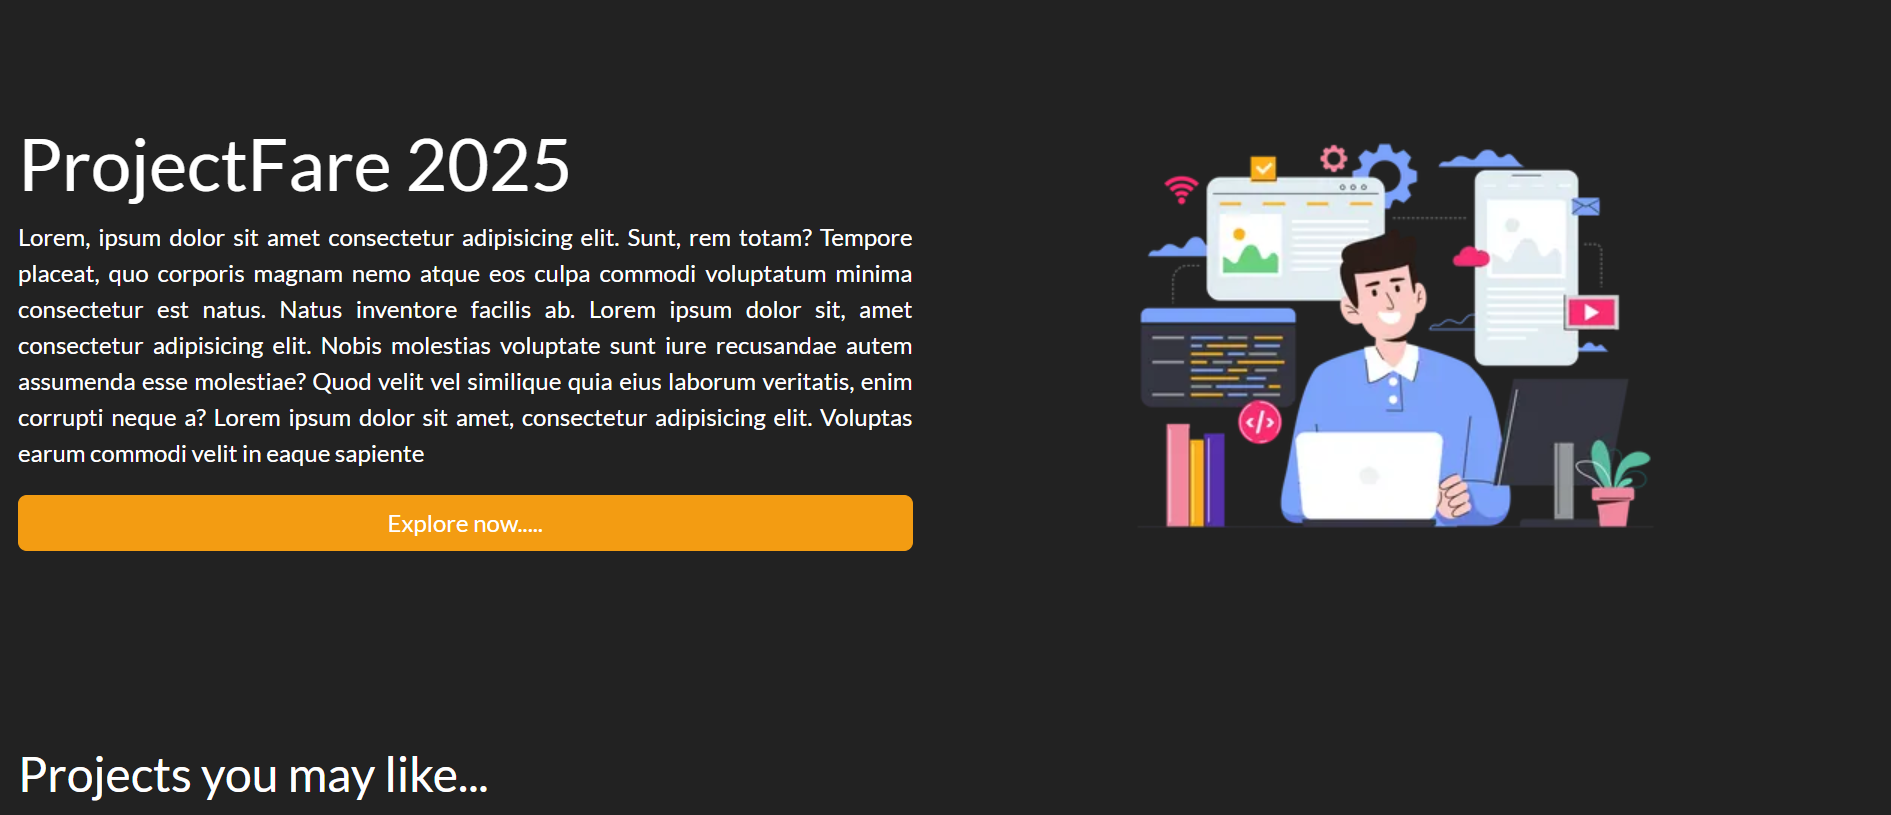 ProjectFare 2025
Lorem, ipsum dolor sit amet consectetur adipisicing elit. Sunt, rem totam? Tempore
placeat, quo corporis magnam nemo atque eos culpa commodi voluptatum minima
consectetur est natus. Natus inventore facilis ab. Lorem ipsum dolor sit, amet
consectetur adipisicing elit. Nobis molestias voluptate sunt iure recusandae autem
assumenda esse molestiae? Quod velit vel similique quia eius laborum veritatis, enim
corrupti neque a? Lorem ipsum dolor sit amet, consectetur adipisicing elit. Voluptas
earum commodi velit in eaque sapiente
Explore now.....
Projects you may like...